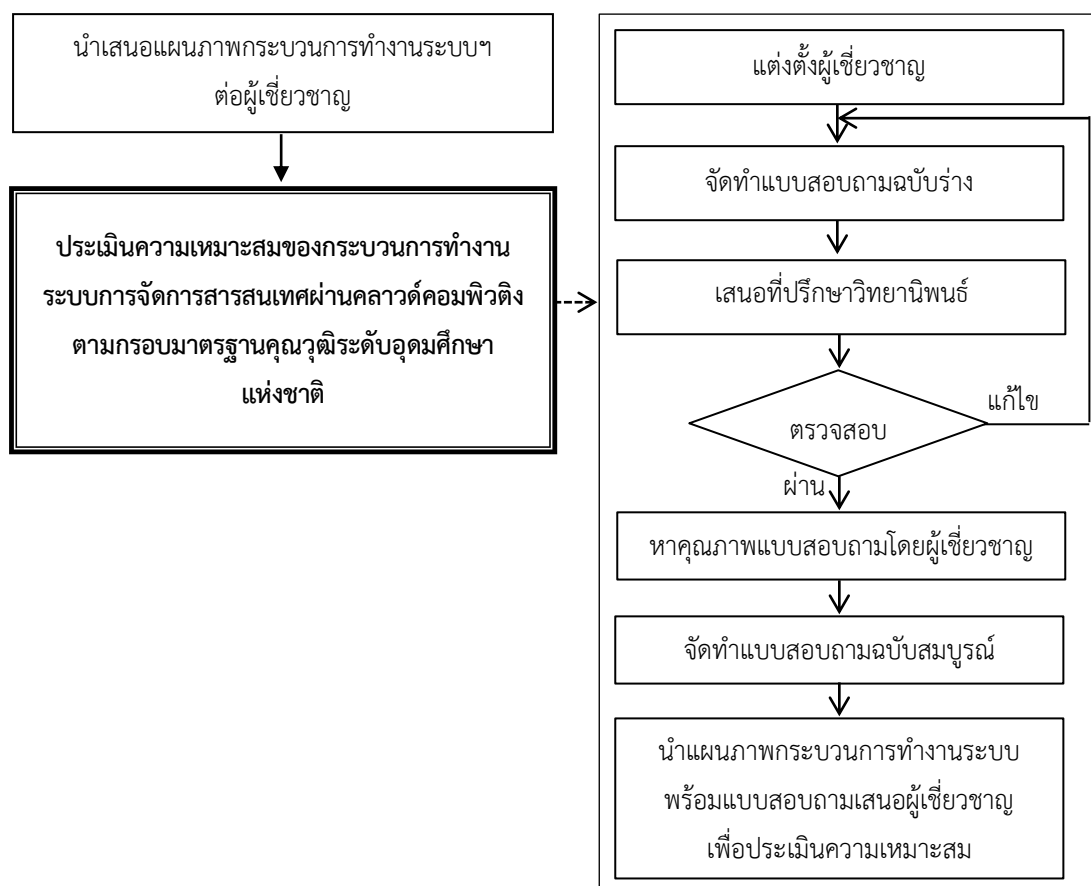 นำเสนอแผนภาพกระบวนการทำงานระบบฯ
ต่อผู้เชี่ยวชาญ
ประเมินความเหมาะสมของกระบวนการทำงาน
ระบบการจัดการสารสนเทศผ่านคลาวด์คอมพิวติง
ตามกรอบมาตรฐานคุณวุฒิระดับอุดมศึกษา
แห่งชาติ
แต่งตั้งผู้เชี่ยวชาญ
จัดทำแบบสอบถามฉบับร่าง
เสนอที่ปรึกษาวิทยานิพนธ์
ตรวจสอบ
แก้ไข
ผ่าน
หาคุณภาพแบบสอบถามโดยผู้เชี่ยวชาญ
จัดทำแบบสอบถามฉบับสมบูรณ์
นำแผนภาพกระบวนการทำงานระบบ
พร้อมแบบสอบถามเสนอผู้เชี่ยวชาญ
เพื่อประเมินความเหมาะสม